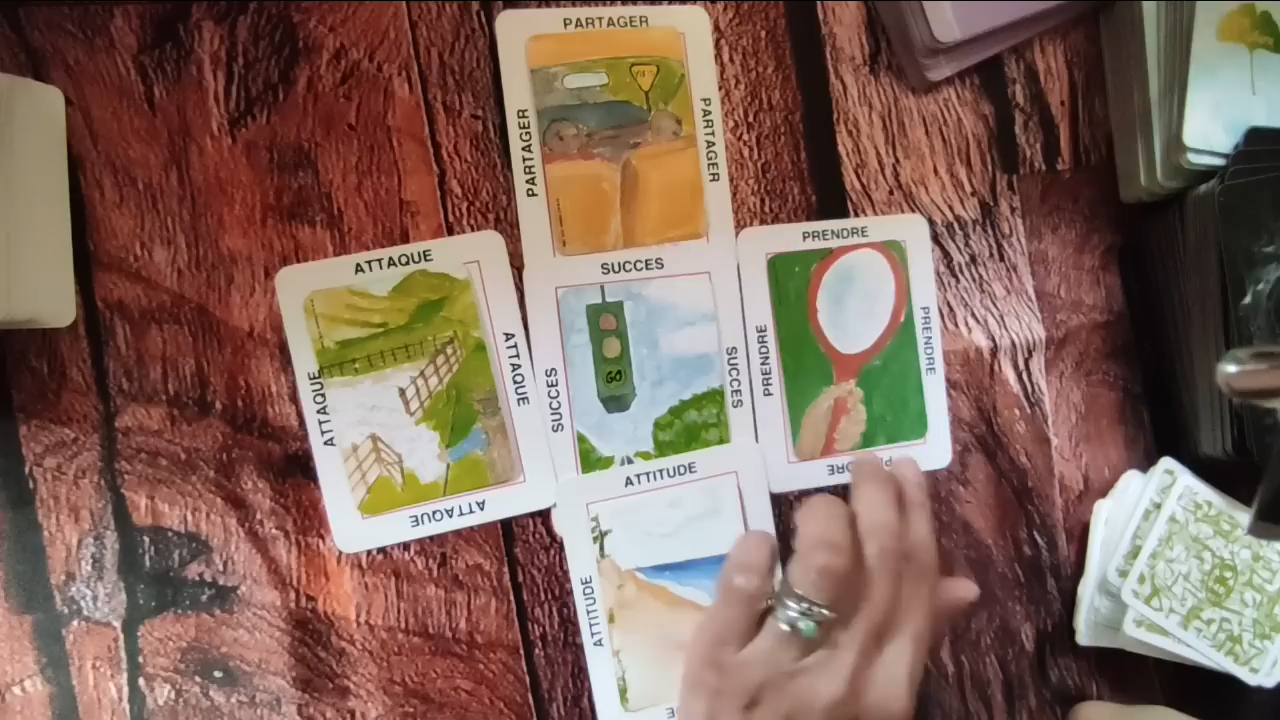 PARTAGER
PARTAGER
PARTAGER
ATTAQUE
ATTAQUE
ATTAQUE
ATTAQUE
SUCCES
SUCCES
SUCCES
GO
PRENDRE
PRENDRE
PRENDRE
ATTITUDE
ATTITUDE